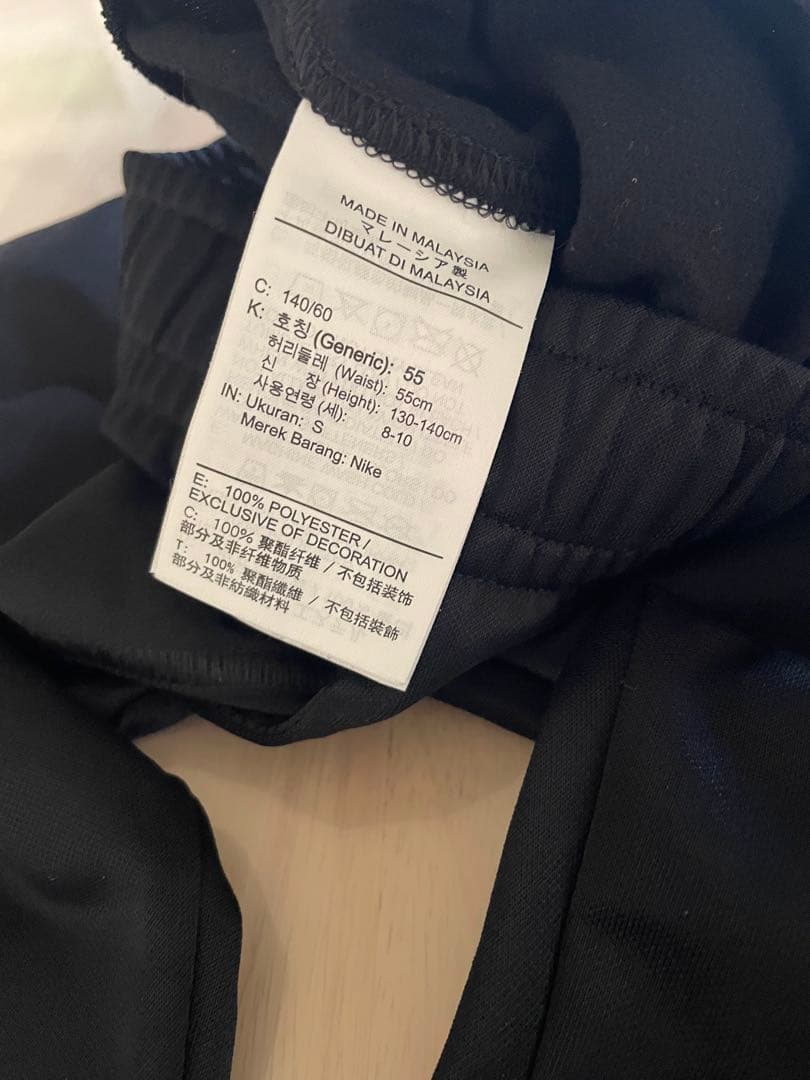 MADE IN MALAYSIA
マレーシア製
DIBUAT DI MALAYSIA
C: 140/60
K: 호칭 (Generic): 55
허리둘레 (Waist): 55cm
신 장 (Height): 130-140cm
사용연령 (세): 8-10
IN: Ukuran: S
Merek Barang: Nike
E: 100% POLYESTER /
EXCLUSIVE OF DECORATION
C: 100% 聚酯纤维 / 不包括装饰
部分及非纤维物质
T: 100% 聚酯纖維 / 不包括裝飾
部分及非紡織材料